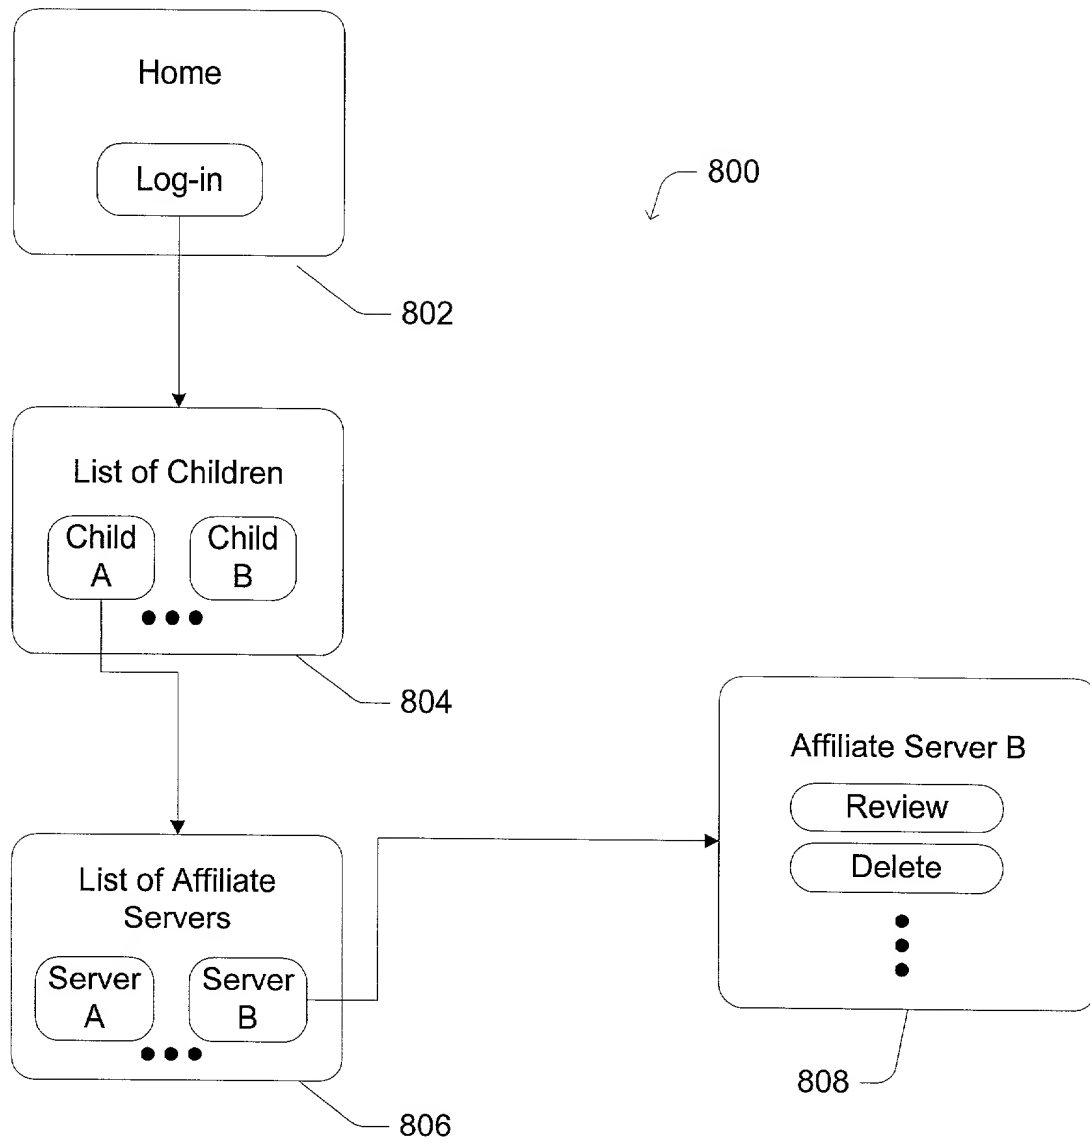 Home
Log-in
800
802
List of Children
Child
A
Child
B
804
List of Affiliate
Servers
Server
A
Server
B
806
Affiliate Server B
Review
Delete
808